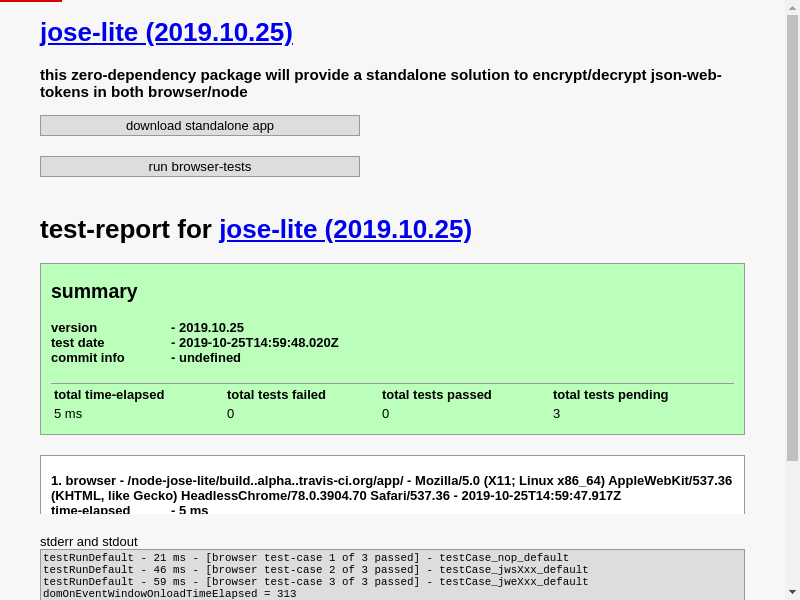 jose-lite (2019.10.25)
this zero-dependency package will provide a standalone solution to encrypt/decrypt json-web-
tokens in both browser/node
download standalone app
run browser-tests
test-report for jose-lite (2019.10.25)
summary
version - 2019.10.25
test date - 2019-10-25T14:59:48.020Z
commit info - undefined
total time-elapsed total tests failed total tests passed total tests pending
5 ms 0 0 3
1. browser - /node-jose-lite/build..alpha..travis-ci.org/app/ - Mozilla/5.0 (X11; Linux x86_64) AppleWebKit/537.36
(KHTML, like Gecko) HeadlessChrome/78.0.3904.70 Safari/537.36 - 2019-10-25T14:59:47.917Z
time-elapsed - 5 ms
stderr and stdout
testRunDefault - 21 ms - [browser test-case 1 of 3 passed] - testCase_nop_default
testRunDefault - 46 ms - [browser test-case 2 of 3 passed] - testCase_jwsXxx_default
testRunDefault - 59 ms - [browser test-case 3 of 3 passed] - testCase_jweXxx_default
domOnEventWindowOnloadTimeElapsed = 313